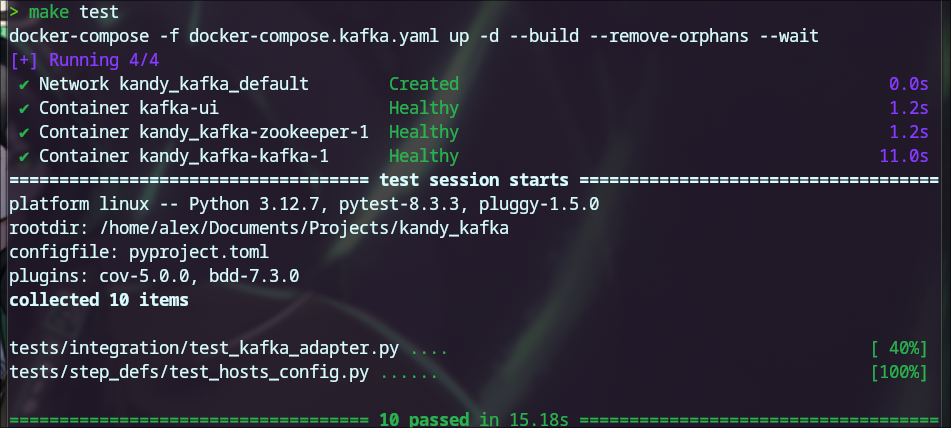 > make test
docker-compose -f docker-compose.kafka.yaml up -d --build --remove-orphans --wait
[+] Running 4/4
✔ Network kandy_kafka_default Created 0.0s
✔ Container kafka-ui Healthy 1.2s
✔ Container kandy_kafka-zookeeper-1 Healthy 1.2s
✔ Container kandy_kafka-kafka-1 Healthy 11.0s
==================================== test session starts ====================================
platform linux -- Python 3.12.7, pytest-8.3.3, pluggy-1.5.0
rootdir: /home/alex/Documents/Projects/kandy_kafka
configfile: pyproject.toml
plugins: cov-5.0.0, bdd-7.3.0
collected 10 items
tests/integration/test_kafka_adapter.py .... [ 40%]
tests/step_defs/test_hosts_config.py ...... [100%]
==================================== 10 passed in 15.18s ====================================